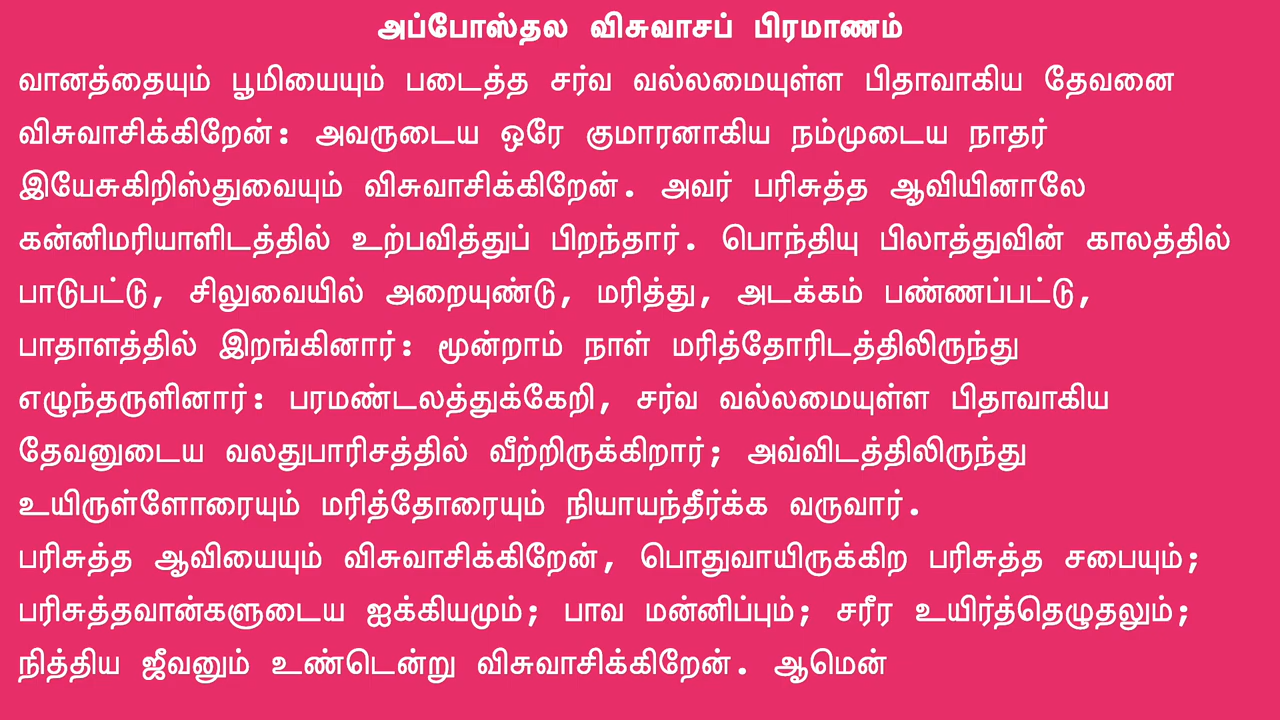 அப்போஸ்தல விசுவாசப் பிரமாணம்
வானத்தையும் பூமியையும் படைத்த சர்வ வல்லமையுள்ள பிதாவாகிய தேவனை
விசுவாசிக்கிறேன்: அவருடைய ஒரே குமாரனாகிய நம்முடைய நாதர்
இயேசுகிறிஸ்துவையும் விசுவாசிக்கிறேன். அவர் பரிசுத்த ஆவியினாலே
கன்னிமரியாளிடத்தில் உற்பவித்துப் பிறந்தார். பொந்தியு பிலாத்துவின் காலத்தில்
பாடுபட்டு, சிலுவையில் அறையுண்டு, மரித்து, அடக்கம் பண்ணப்பட்டு,
பாதாளத்தில் இறங்கினார்: மூன்றாம் நாள் மரித்தோரிடத்திலிருந்து
எழுந்தருளினார்: பரமண்டலத்துக்கேறி, சர்வ வல்லமையுள்ள பிதாவாகிய
தேவனுடைய வலதுபாரிசத்தில் வீற்றிருக்கிறார்; அவ்விடத்திலிருந்து
உயிருள்ளோரையும் மரித்தோரையும் நியாயந்தீர்க்க வருவார்.
பரிசுத்த ஆவியையும் விசுவாசிக்கிறேன், பொதுவாயிருக்கிற பரிசுத்த சபையும்;
பரிசுத்தவான்களுடைய ஐக்கியமும்; பாவ மன்னிப்பும்; சரீர உயிர்த்தெழுதலும்;
நித்திய ஜீவனும் உண்டென்று விசுவாசிக்கிறேன். ஆமென்